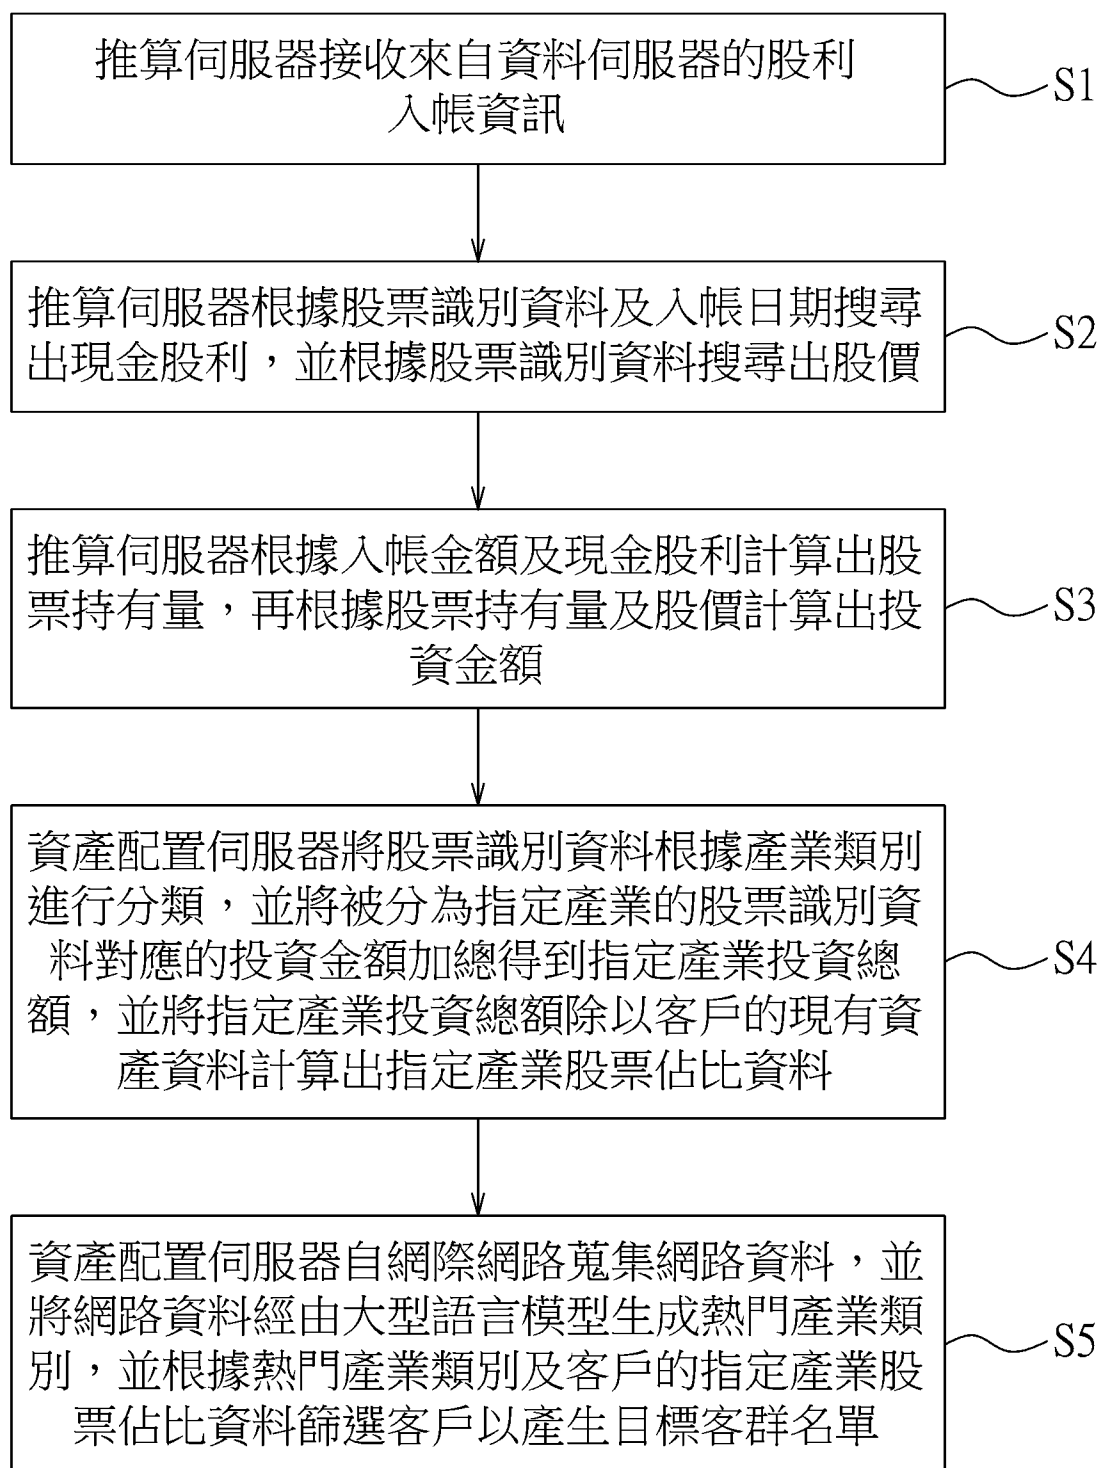 推算伺服器接收來自資料伺服器的股利
入帳資訊
S1
推算伺服器根據股票識別資料及入帳日期搜尋
出現金股利，並根據股票識別資料搜尋出股價
S2
推算伺服器根據入帳金額及現金股利計算出股
票持有量，再根據股票持有量及股價計算出投
資金額
S3
資產配置伺服器將股票識別資料根據產業類別
進行分類，並將被分為指定產業的股票識別資
料對應的投資金額加總得到指定產業投資總
額，並將指定產業投資總額除以客戶的現有資
產資料計算出指定產業股票佔比資料
S4
資產配置伺服器自網際網路蒐集網路資料，並
將網路資料經由大型語言模型生成熱門產業類
別，並根據熱門產業類別及客戶的指定產業股
票佔比資料篩選客戶以產生目標客群名單
S5